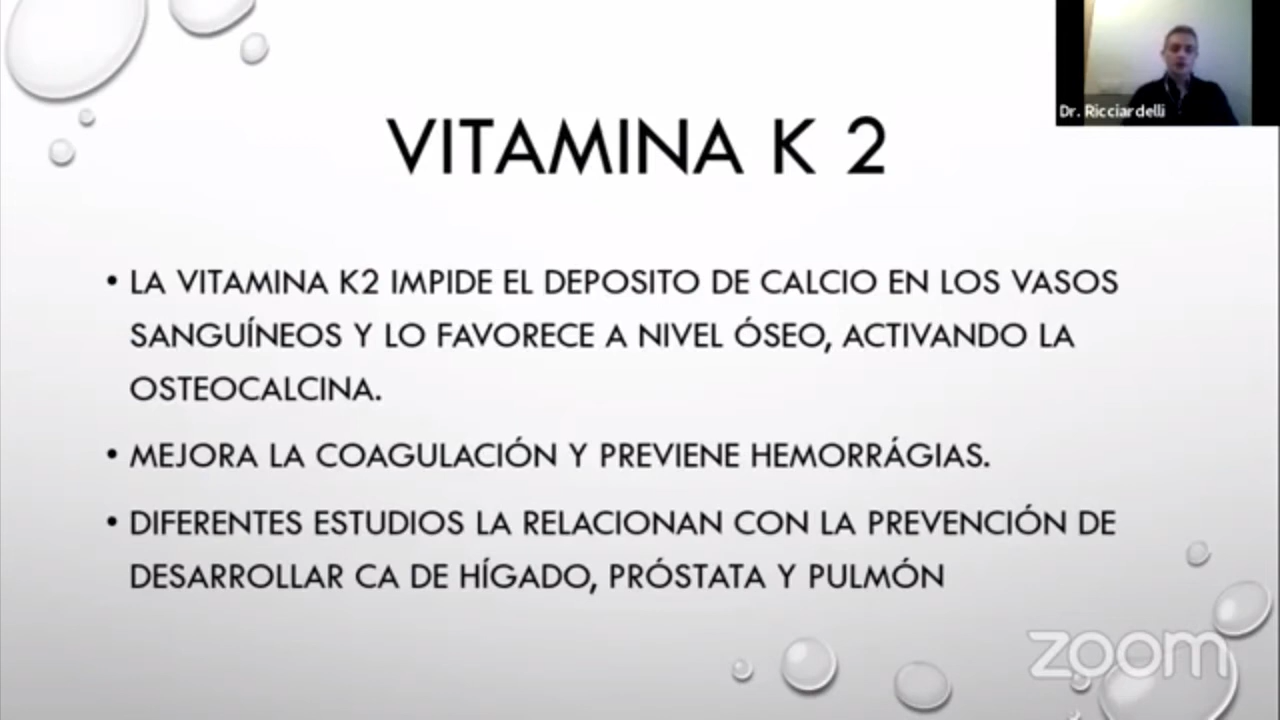 Dr. Ricciardelli
VITAMINA K 2
• LA VITAMINA K2 IMPIDE EL DEPOSITO DE CALCIO EN LOS VASOS
SANGUÍNEOS Y LO FAVORECE A NIVEL ÓSEO, ACTIVANDO LA
OSTEOCALCINA.
• MEJORA LA COAGULACIÓN Y PREVIENE HEMORRÁGIAS.
• DIFERENTES ESTUDIOS LA RELACIONAN CON LA PREVENCIÓN DE
DESARROLLAR CA DE HÍGADO, PRÓSTATA Y PULMÓN
zoom